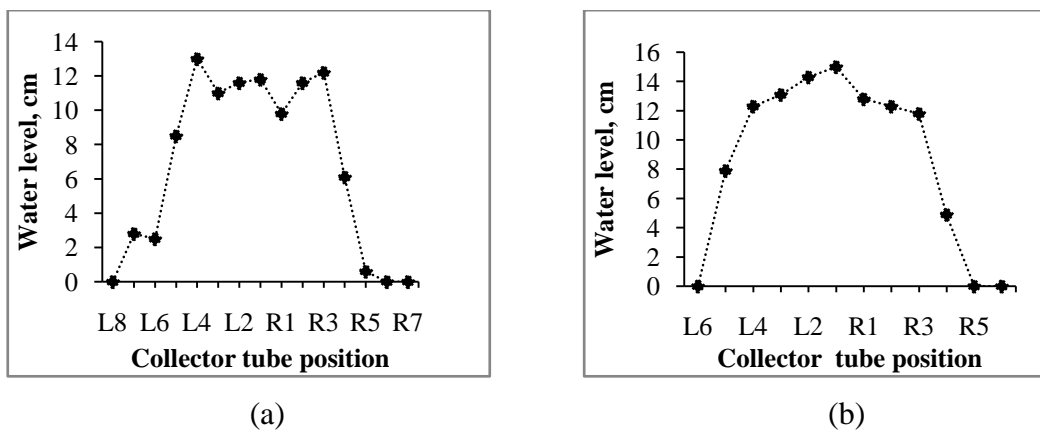 14
12
10
8
6
4
2
0
Water level, cm
L8 L6 L4 L2 R1 R3 R5 R7
Collector tube position
(a)
16
14
12
10
8
6
4
2
0
Water level, cm
L6 L4 L2 R1 R3 R5
Collector tube position
(b)